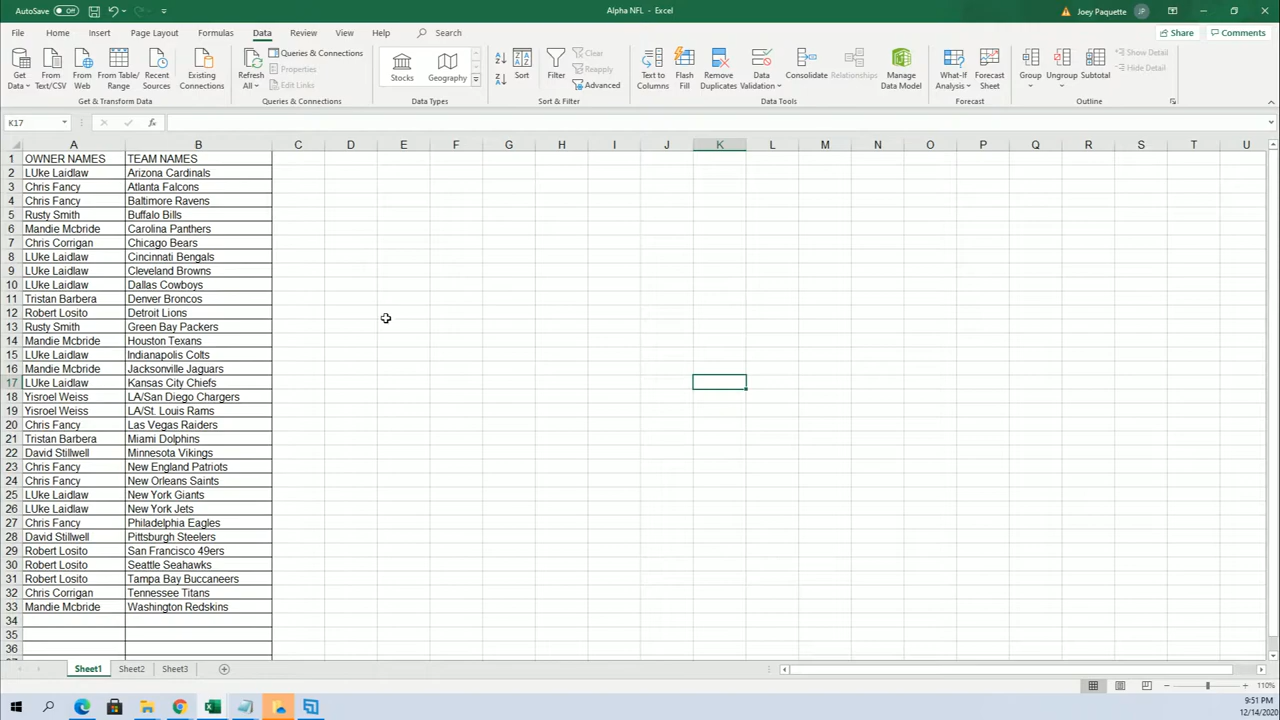 AutoSave Off Alpha NFL - Excel Joey Paquette JP
File Home Insert Page Layout Formulas Data Review View Help Search Share Comments
Get Data From Text/CSV From Web From Table/Range Recent Sources Existing Connections Refresh All Queries & Connections Properties Edit Links Stocks Geography Sort Filter Clear Reapply Advanced Text to Columns Flash Fill Remove Duplicates Data Validation Consolidate Relationships Manage Data Model What-If Analysis Forecast Sheet Group Ungroup Subtotal Show Detail Hide Detail
Get & Transform Data Queries & Connections Data Types Sort & Filter Data Tools Forecast Outline
K17 fx
A B C D E F G H I J K L M N O P Q R S T U
1 OWNER NAMES TEAM NAMES
2 LUke Laidlaw Arizona Cardinals
3 Chris Fancy Atlanta Falcons
4 Chris Fancy Baltimore Ravens
5 Rusty Smith Buffalo Bills
6 Mandie Mcbride Carolina Panthers
7 Chris Corrigan Chicago Bears
8 LUke Laidlaw Cincinnati Bengals
9 LUke Laidlaw Cleveland Browns
10 LUke Laidlaw Dallas Cowboys
11 Tristan Barbera Denver Broncos
12 Robert Losito Detroit Lions
13 Rusty Smith Green Bay Packers
14 Mandie Mcbride Houston Texans
15 LUke Laidlaw Indianapolis Colts
16 Mandie Mcbride Jacksonville Jaguars
17 LUke Laidlaw Kansas City Chiefs
18 Yisroel Weiss LA/San Diego Chargers
19 Yisroel Weiss LA/St. Louis Rams
20 Chris Fancy Las Vegas Raiders
21 Tristan Barbera Miami Dolphins
22 David Stillwell Minnesota Vikings
23 Chris Fancy New England Patriots
24 Chris Fancy New Orleans Saints
25 LUke Laidlaw New York Giants
26 LUke Laidlaw New York Jets
27 Chris Fancy Philadelphia Eagles
28 David Stillwell Pittsburgh Steelers
29 Robert Losito San Francisco 49ers
30 Robert Losito Seattle Seahawks
31 Robert Losito Tampa Bay Buccaneers
32 Chris Corrigan Tennessee Titans
33 Mandie Mcbride Washington Redskins
34
35
36
Sheet1 Sheet2 Sheet3
110%
9:51 PM
12/14/2020